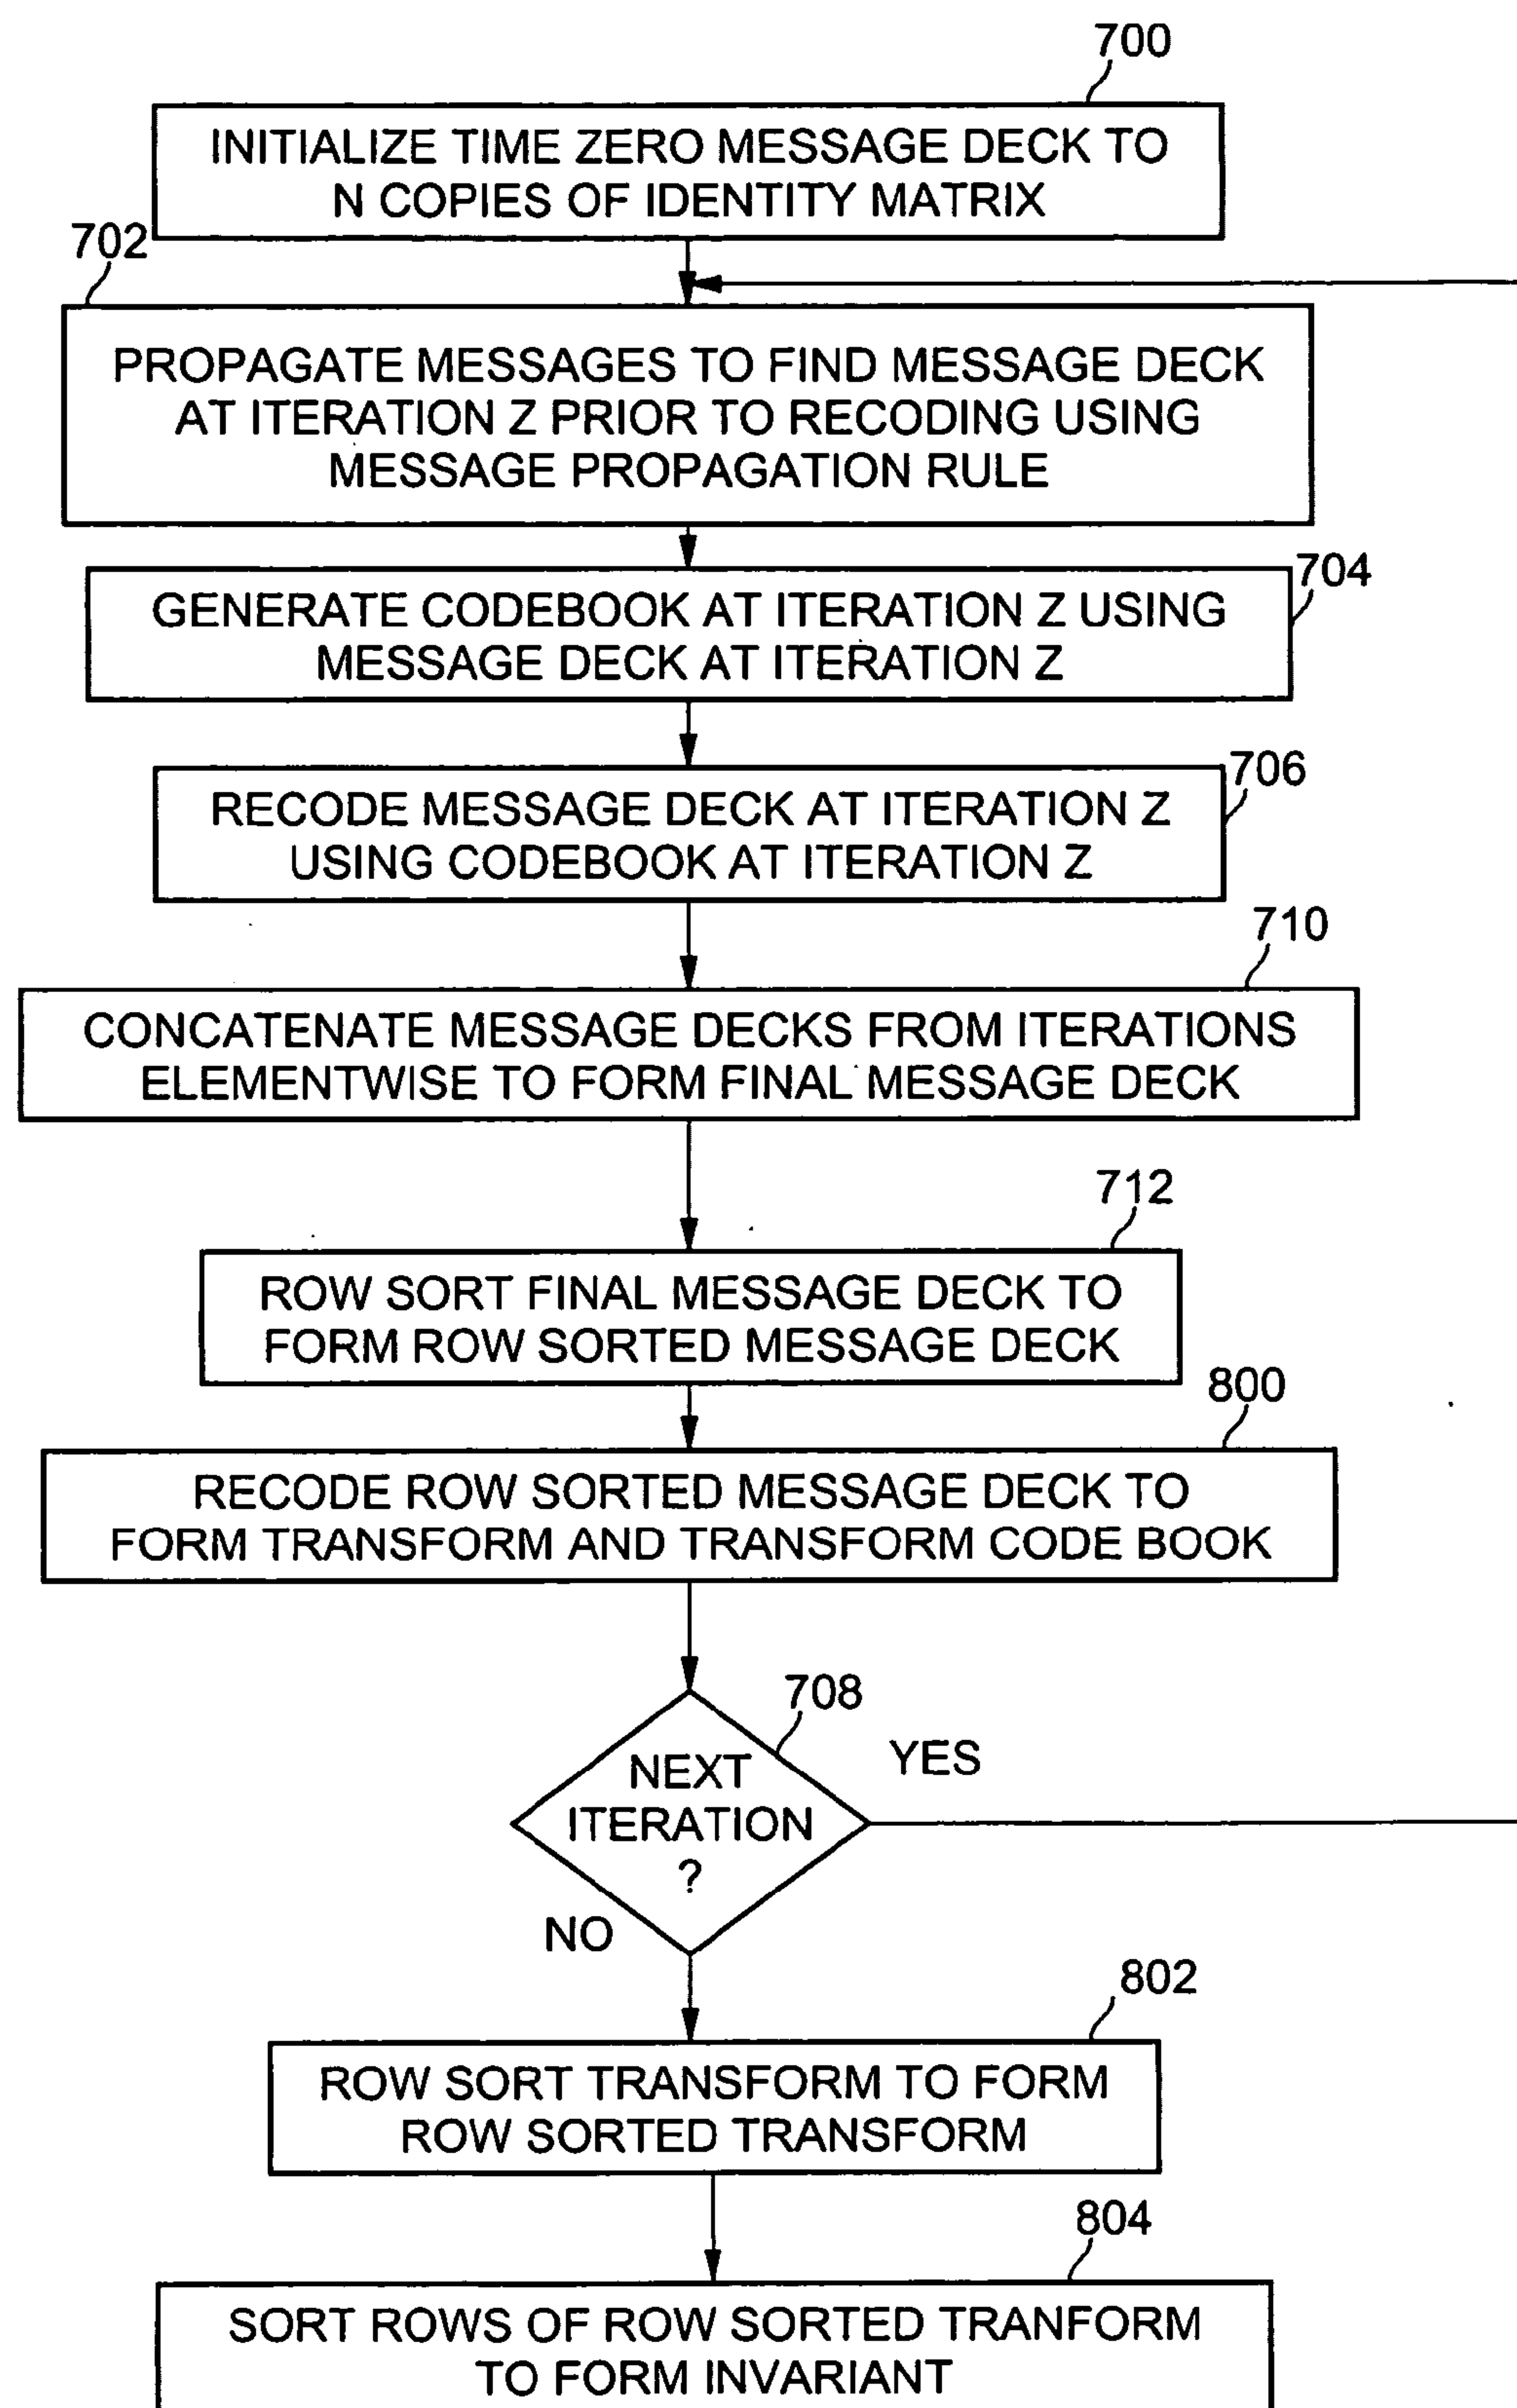 700
INITIALIZE TIME ZERO MESSAGE DECK TO
N COPIES OF IDENTITY MATRIX
702
PROPAGATE MESSAGES TO FIND MESSAGE DECK
AT ITERATION Z PRIOR TO RECODING USING
MESSAGE PROPAGATION RULE
704
GENERATE CODEBOOK AT ITERATION Z USING
MESSAGE DECK AT ITERATION Z
706
RECODE MESSAGE DECK AT ITERATION Z
USING CODEBOOK AT ITERATION Z
710
CONCATENATE MESSAGE DECKS FROM ITERATIONS
ELEMENTWISE TO FORM FINAL MESSAGE DECK
712
ROW SORT FINAL MESSAGE DECK TO
FORM ROW SORTED MESSAGE DECK
800
RECODE ROW SORTED MESSAGE DECK TO
FORM TRANSFORM AND TRANSFORM CODE BOOK
708
NEXT
ITERATION
?
YES
NO
802
ROW SORT TRANSFORM TO FORM
ROW SORTED TRANSFORM
804
SORT ROWS OF ROW SORTED TRANFORM
TO FORM INVARIANT